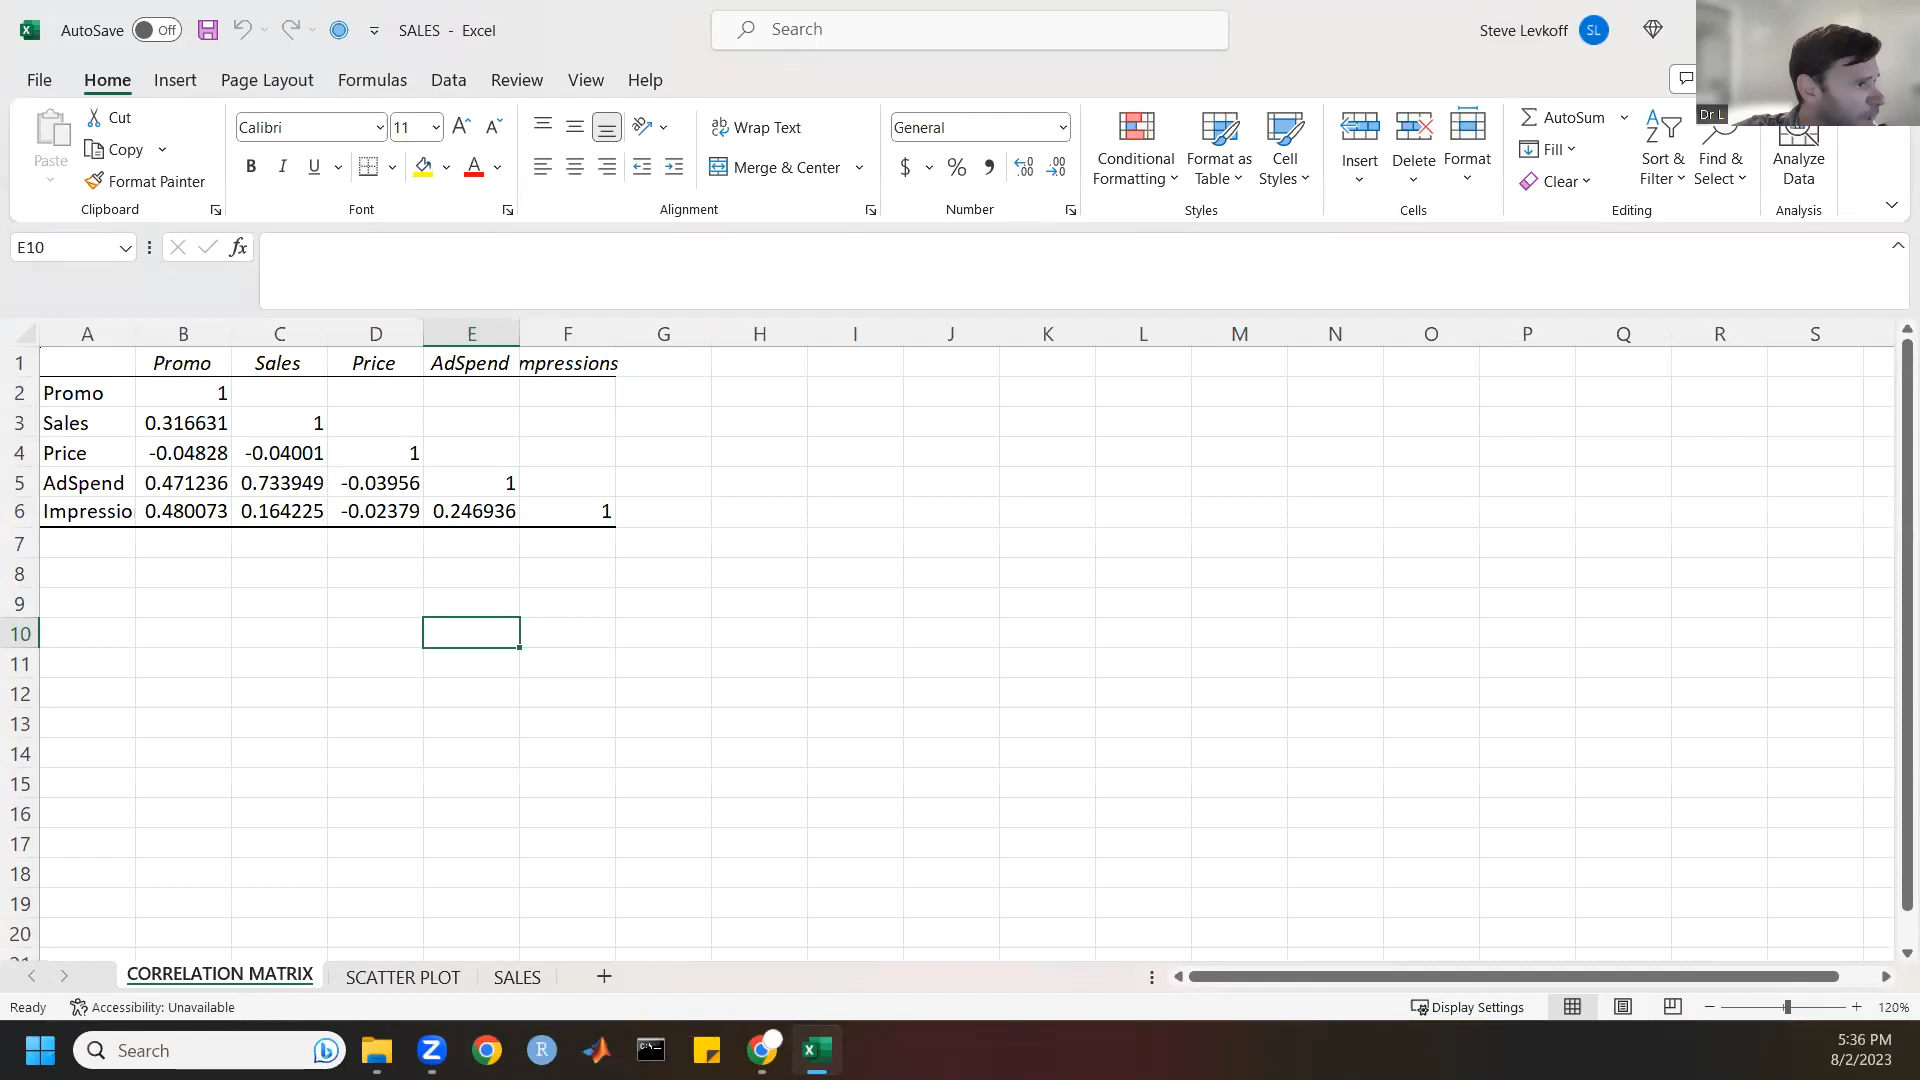 AutoSave Off SALES - Excel Search Steve Levkoff SL
File Home Insert Page Layout Formulas Data Review View Help
Dr L
Paste Cut Copy Format Painter Clipboard
Calibri 11 B I U A Font
Wrap Text Merge & Center Alignment
General $ % Number
Conditional Formatting Format as Table Cell Styles Styles
Insert Delete Format Cells
AutoSum Fill Clear Sort & Filter Find & Select Editing
Analyze Data Analysis
E10 fx
A B C D E F G H I J K L M N O P Q R S
1 Promo Sales Price AdSpend mpressions
2 Promo 1
3 Sales 0.316631 1
4 Price -0.04828 -0.04001 1
5 AdSpend 0.471236 0.733949 -0.03956 1
6 Impressio 0.480073 0.164225 -0.02379 0.246936 1
7
8
9
10
11
12
13
14
15
16
17
18
19
20
CORRELATION MATRIX SCATTER PLOT SALES +
Ready Accessibility: Unavailable Display Settings 120%
Search 5:36 PM
8/2/2023